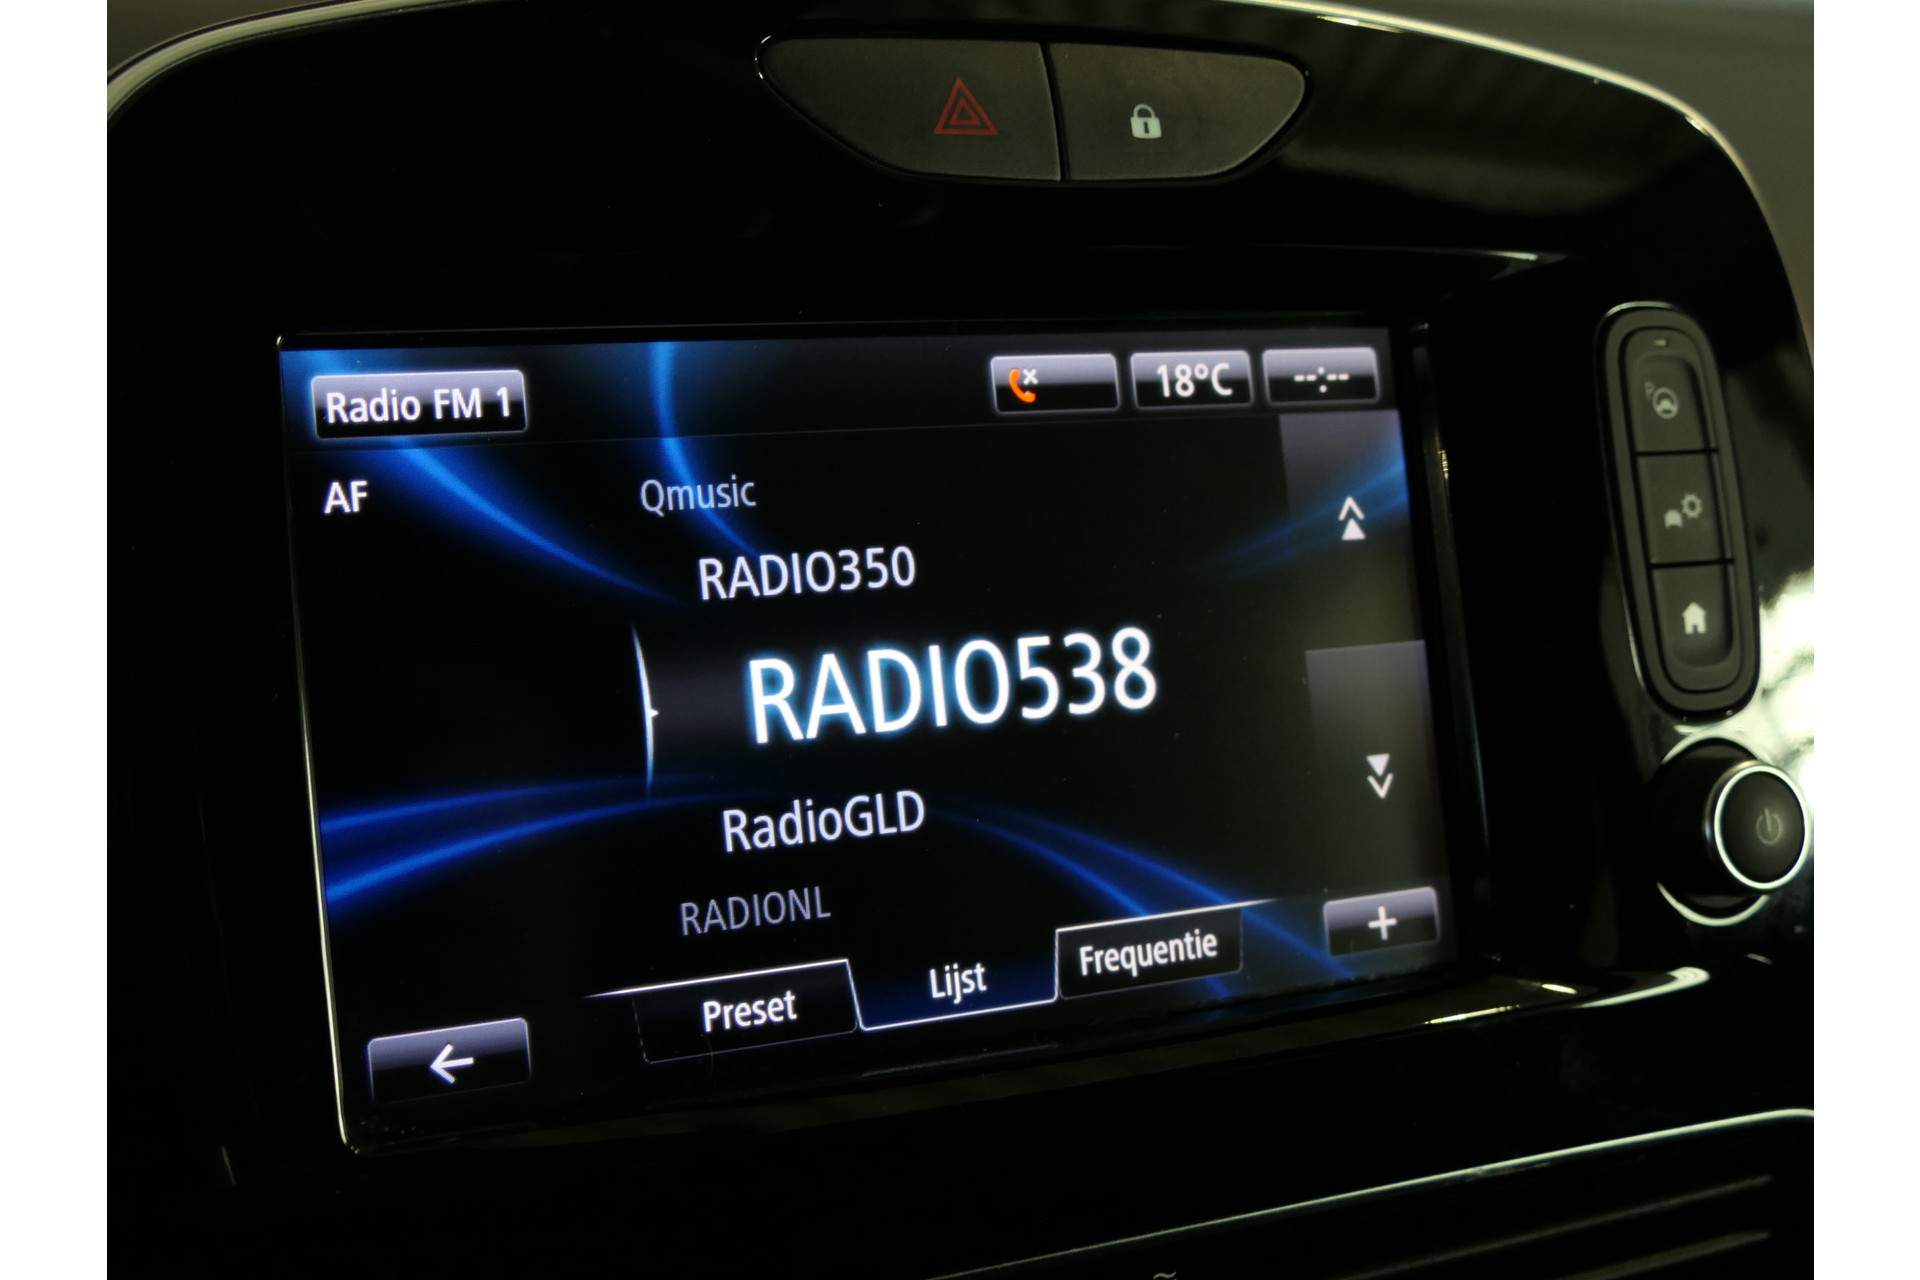 Radio FM 1
18°C
--:--
AF
Qmusic
RADIO350
RADIO538
RadioGLD
RADIONL
Preset
Lijst
Frequentie
+
P